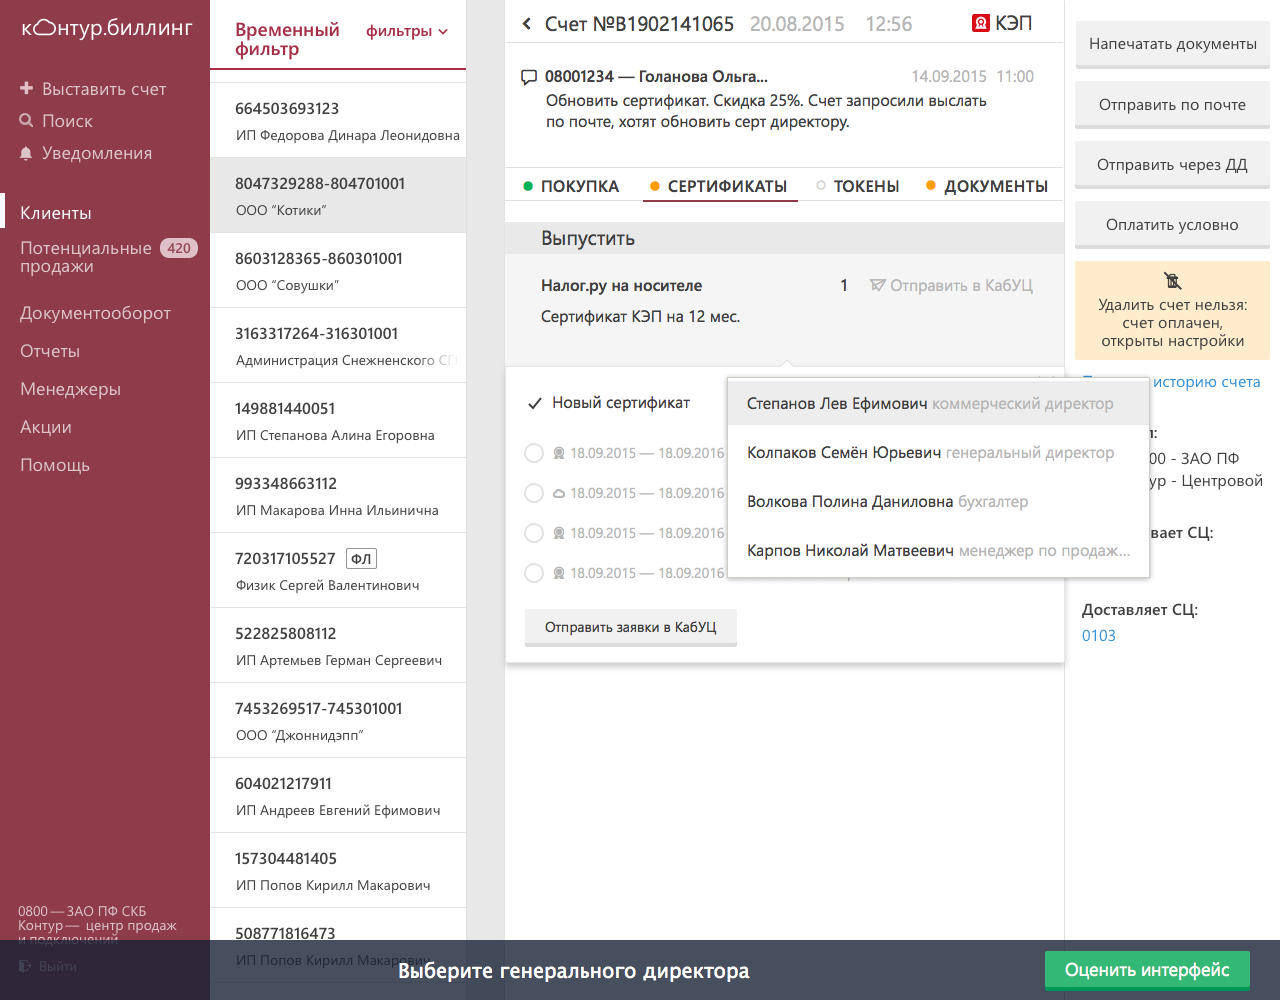 контур.биллинг
Выставить счет
Поиск
Уведомления
Клиенты
Потенциальные 420
продажи
Документооборот
Отчеты
Менеджеры
Акции
Помощь
0800 — ЗАО ПФ СКБ
Контур — центр продаж
и подключений
Выйти
Временный фильтры
фильтр
664503693123
ИП Федорова Динара Леонидовна
8047329288-804701001
ООО “Котики”
8603128365-860301001
ООО “Совушки”
3163317264-316301001
Администрация Снежненского
149881440051
ИП Степанова Алина Егоровна
993348663112
ИП Макарова Инна Ильинична
720317105527 ФЛ
Физик Сергей Валентинович
522825808112
ИП Артемьев Герман Сергеевич
7453269517-745301001
ООО “Джоннидэпп”
604021217911
ИП Андреев Евгений Ефимович
157304481405
ИП Попов Кирилл Макарович
508771816473
ИП Попов Кирилл Макарович
Счет №В1902141065 20.08.2015 12:56 КЭП
08001234 — Голанова Ольга... 14.09.2015 11:00
Обновить сертификат. Скидка 25%. Счет запросили выслать
по почте, хотят обновить серт директору.
ПОКУПКА СЕРТИФИКАТЫ ТОКЕНЫ ДОКУМЕНТЫ
Выпустить
Налог.ру на носителе 1 Отправить в КабУЦ
Сертификат КЭП на 12 мес.
Новый сертификат
18.09.2015 — 18.09.2016
18.09.2015 — 18.09.2016
18.09.2015 — 18.09.2016
18.09.2015 — 18.09.2016
Отправить заявки в КабУЦ
Степанов Лев Ефимович коммерческий директор
Колпаков Семён Юрьевич генеральный директор
Волкова Полина Даниловна бухгалтер
Карпов Николай Матвеевич менеджер по продаж...
Напечатать документы
Отправить по почте
Отправить через ДД
Оплатить условно
Удалить счет нельзя:
счет оплачен,
открыты настройки
историю счета
л:
00 - ЗАО ПФ
ур - Центровой
вает СЦ:
Доставляет СЦ:
0103
Выберите генерального директора
Оценить интерфейс